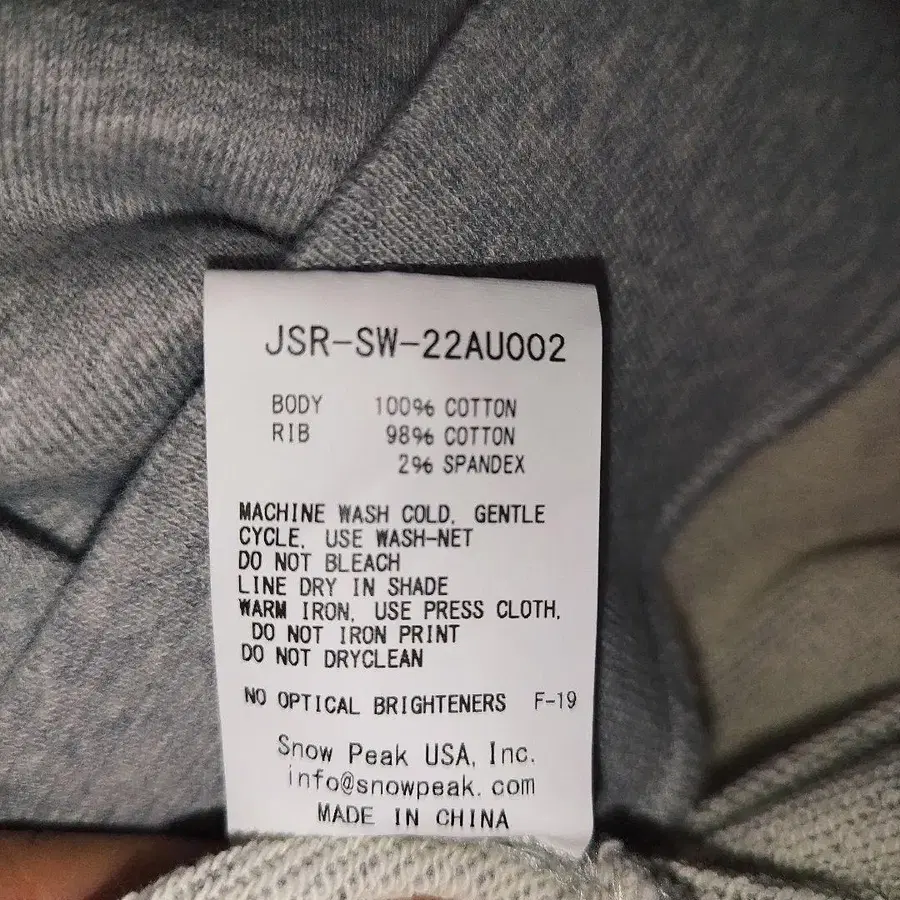 JSR-SW-22AU002
BODY 100% COTTON
RIB 98% COTTON
2% SPANDEX
MACHINE WASH COLD, GENTLE
CYCLE, USE WASH-NET
DO NOT BLEACH
LINE DRY IN SHADE
WARM IRON, USE PRESS CLOTH,
DO NOT IRON PRINT
DO NOT DRYCLEAN
NO OPTICAL BRIGHTENERS F-19
Snow Peak USA, Inc.
info@snowpeak.com
MADE IN CHINA